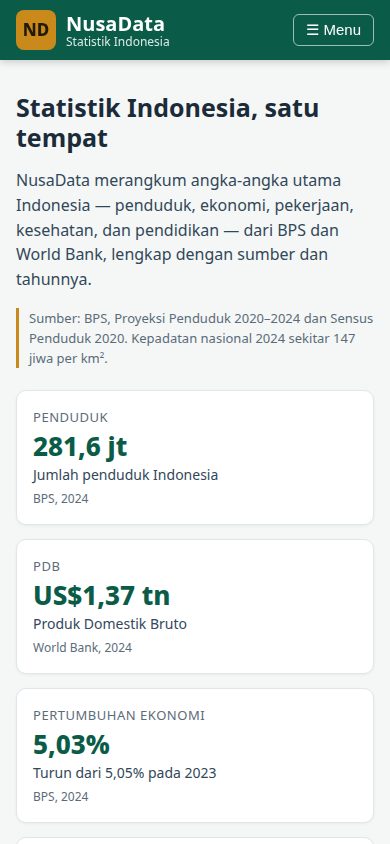 ND
NusaData
Statistik Indonesia
☰ Menu
Statistik Indonesia, satu
tempat
NusaData merangkum angka-angka utama
Indonesia — penduduk, ekonomi, pekerjaan,
kesehatan, dan pendidikan — dari BPS dan
World Bank, lengkap dengan sumber dan
tahunnya.
Sumber: BPS, Proyeksi Penduduk 2020–2024 dan Sensus
Penduduk 2020. Kepadatan nasional 2024 sekitar 147
jiwa per km².
PENDUDUK
281,6 jt
Jumlah penduduk Indonesia
BPS, 2024
PDB
US$1,37 tn
Produk Domestik Bruto
World Bank, 2024
PERTUMBUHAN EKONOMI
5,03%
Turun dari 5,05% pada 2023
BPS, 2024